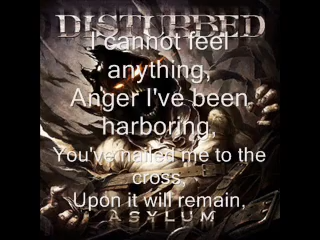 DISTURBED
I cannot feel
anything,
Anger I've been
harboring,
You've nailed me to the
cross,
Upon it will remain,
ASYLUM